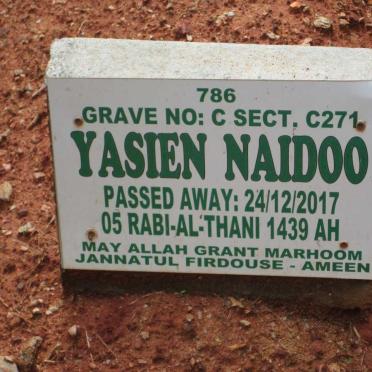 786
GRAVE NO: C SECT. C271
YASIEN NAIDOO
PASSED AWAY: 24/12/2017
05 RABI-AL-THANI 1439 AH
MAY ALLAH GRANT MARHOOM
JANNATUL FIRDOUSE - AMEEN